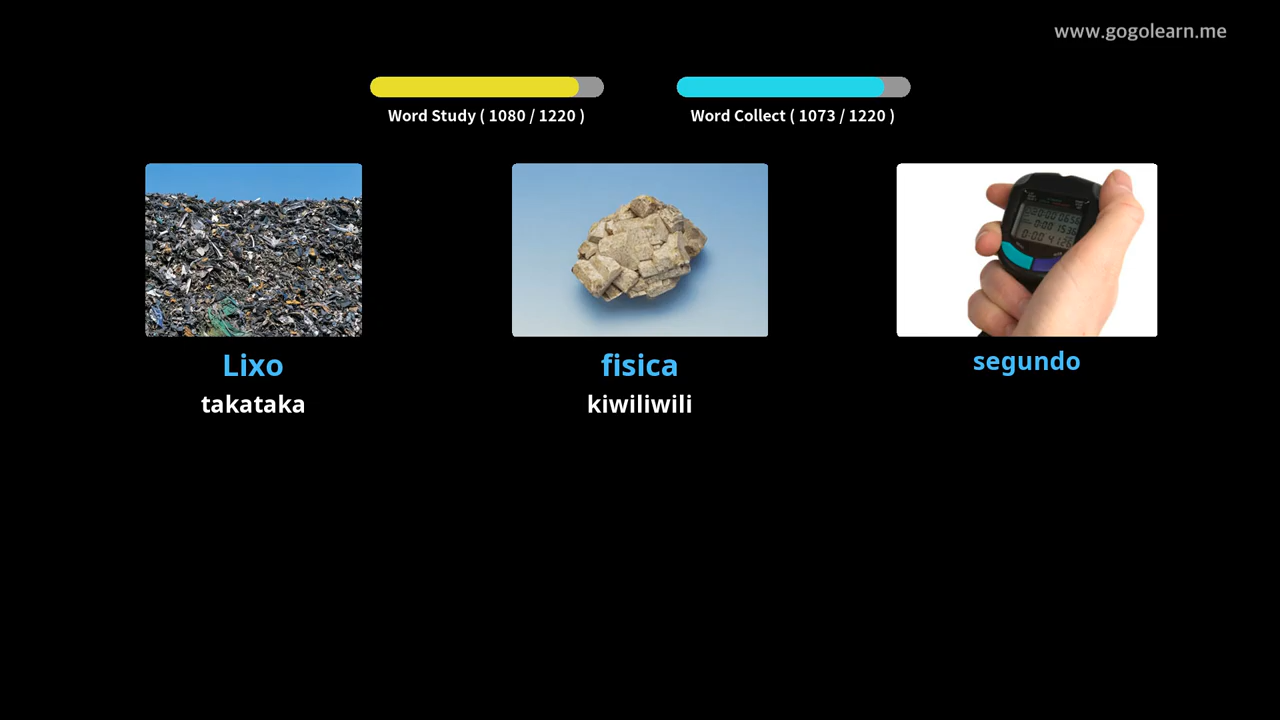 www.gogolearn.me
Word Study ( 1080 / 1220 )
Word Collect ( 1073 / 1220 )
Lixo
takataka
fisica
kiwiliwili
segundo